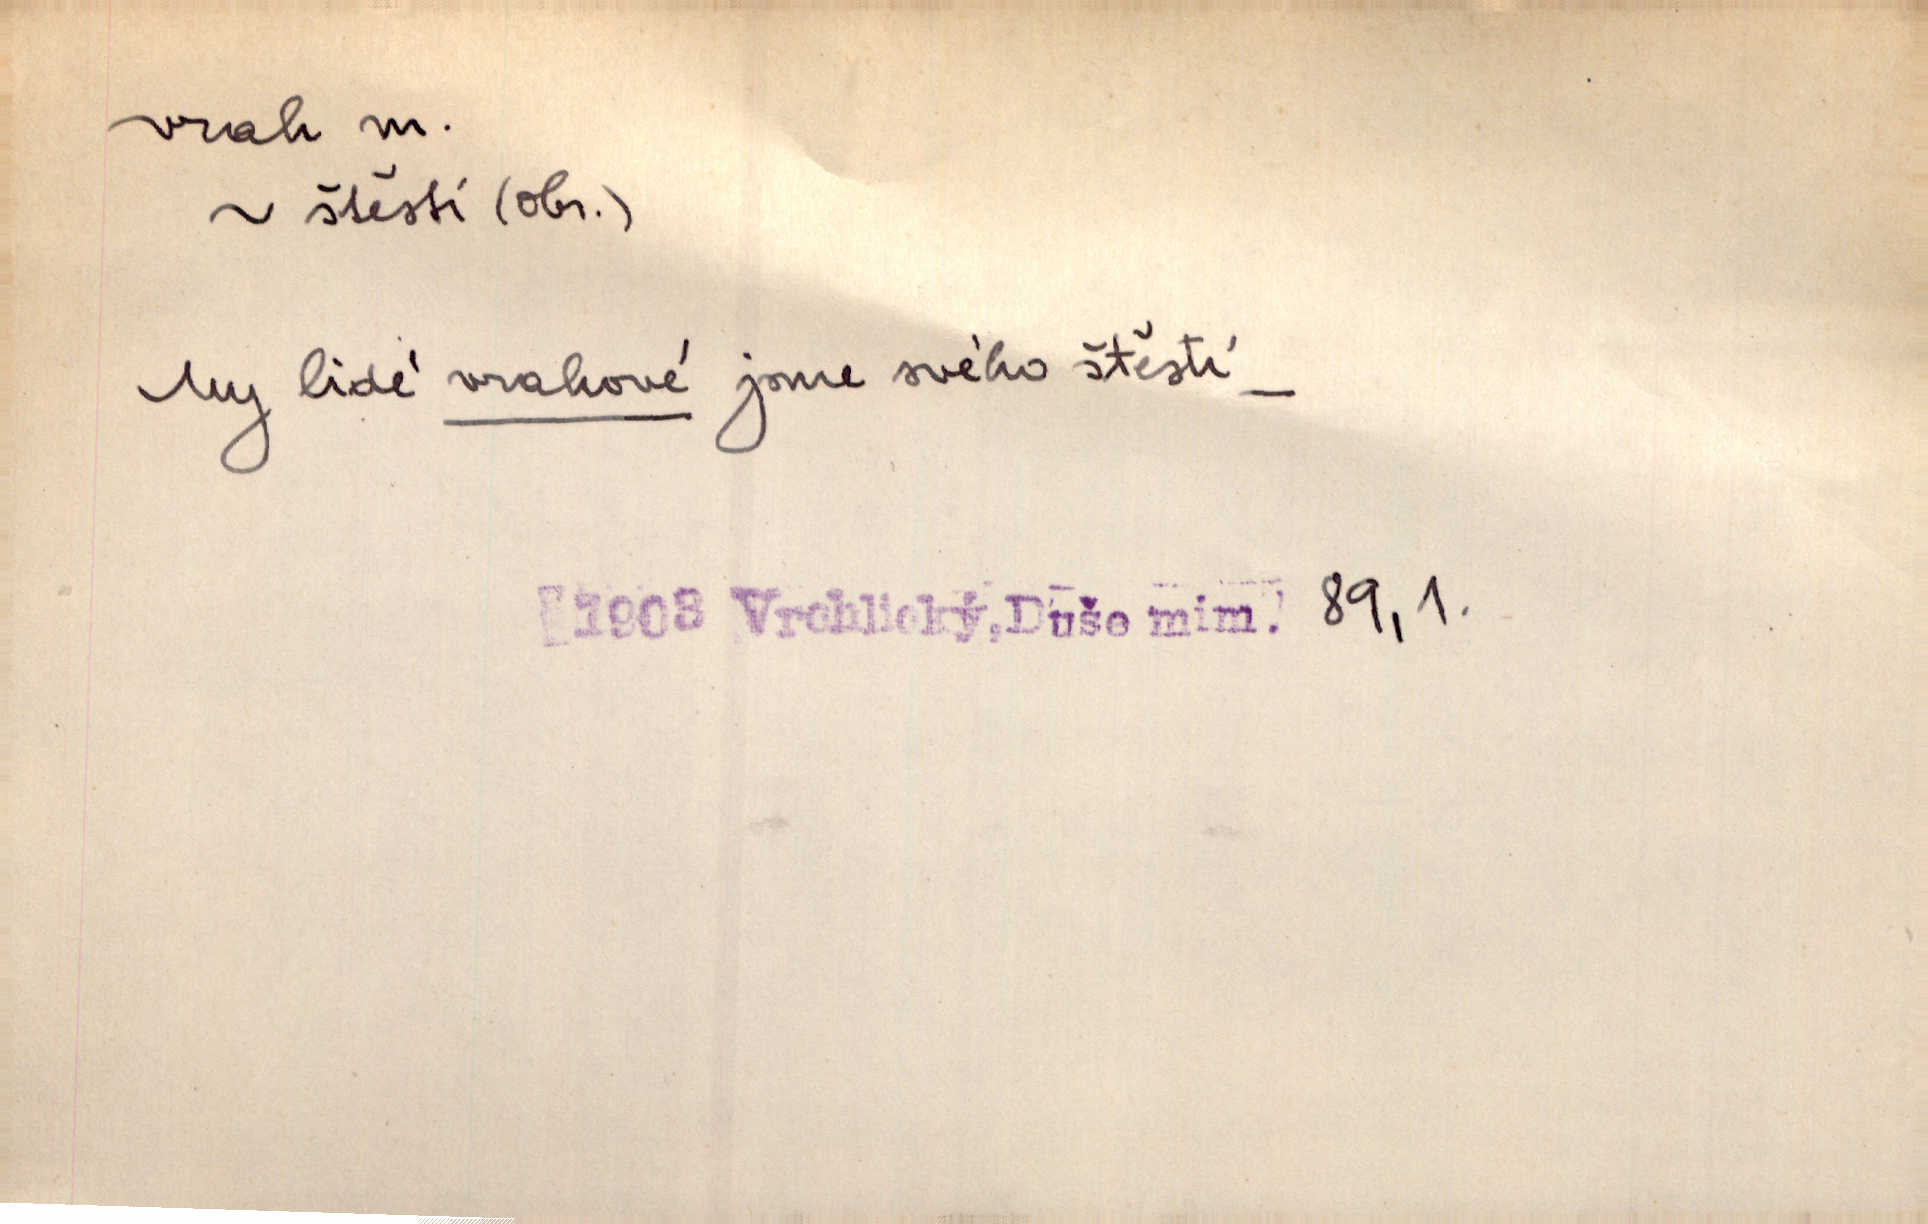 vrah m.
~ štěstí (obr.)
My lidé vrahové jsme svého štěstí _
1903 Vrchlický, Duše mim. 89, 1.